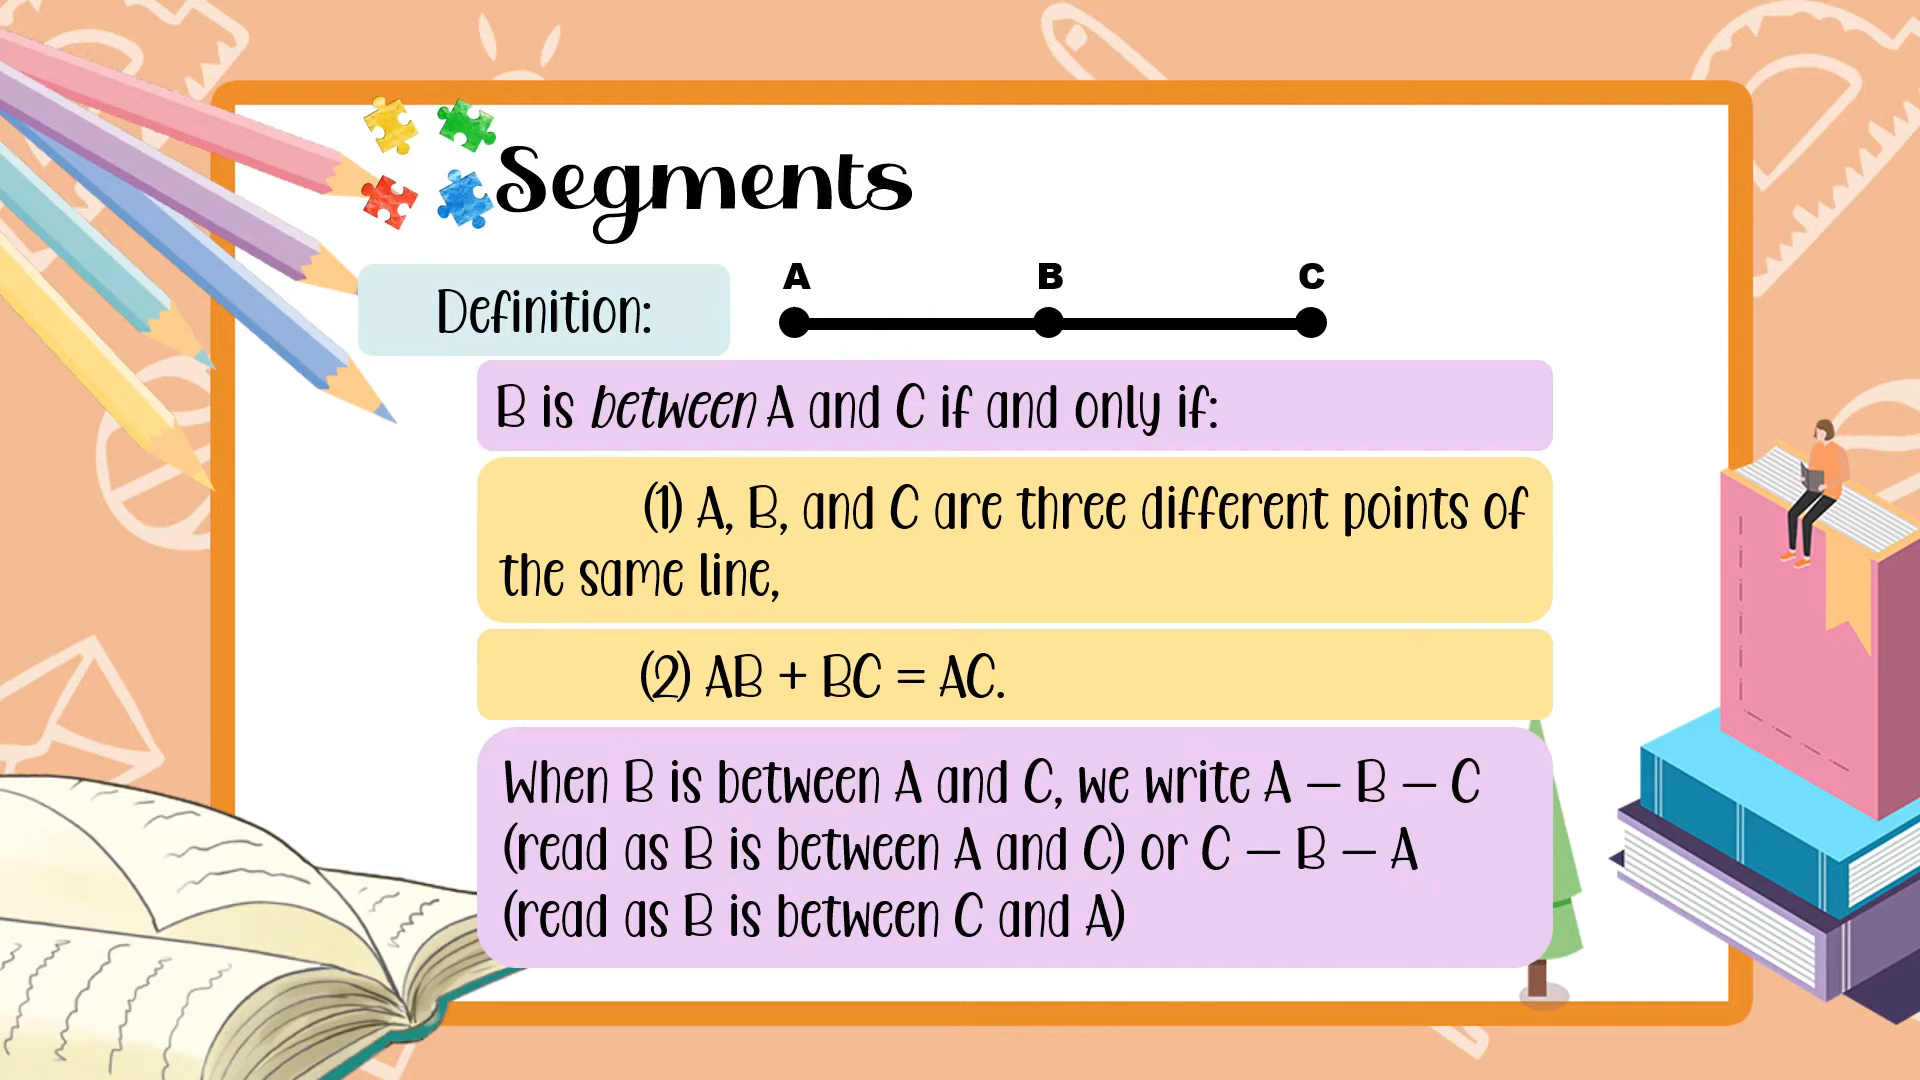 Segments
Definition:
A B C
B is between A and C if and only if:
(1) A, B, and C are three different points of
the same line,
(2) AB + BC = AC.
When B is between A and C, we write A – B – C
(read as B is between A and C) or C – B – A
(read as B is between C and A)